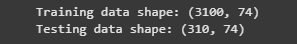 Training data shape: (3100, 74)
Testing data shape: (310, 74)